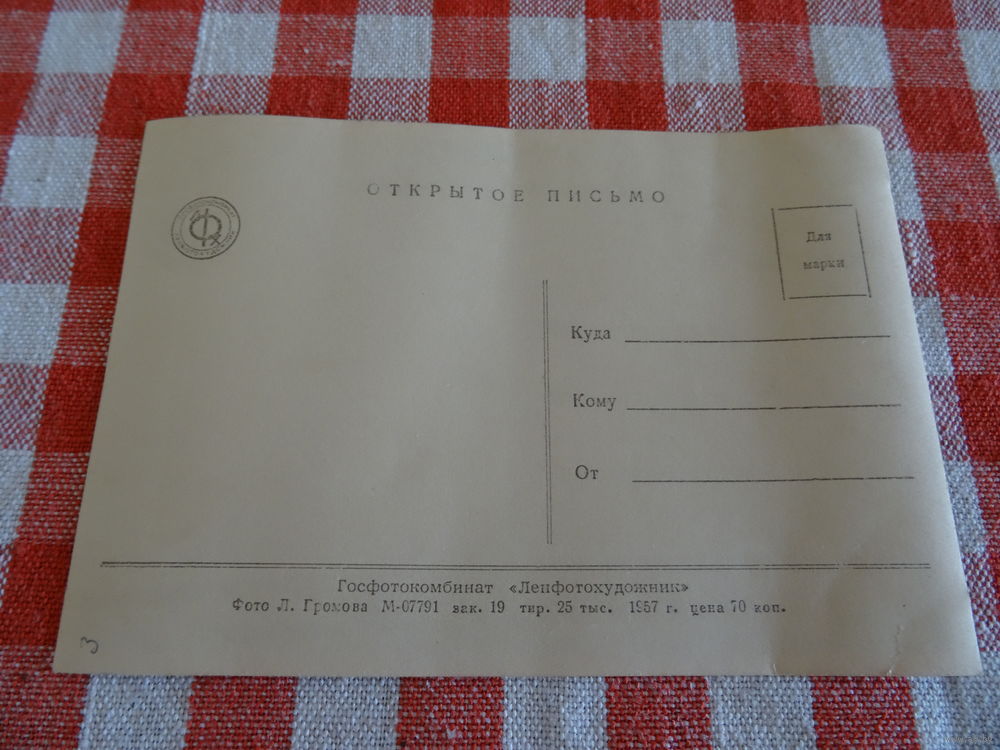 ОТКРЫТОЕ ПИСЬМО
Для
марки
Куда
Кому
От
Госфотокомбинат «Ленфотохудожник»
Фото Л. Громова М-07791 зак. 19 тир. 25 тыс. 1957 г. цена 70 коп.
3